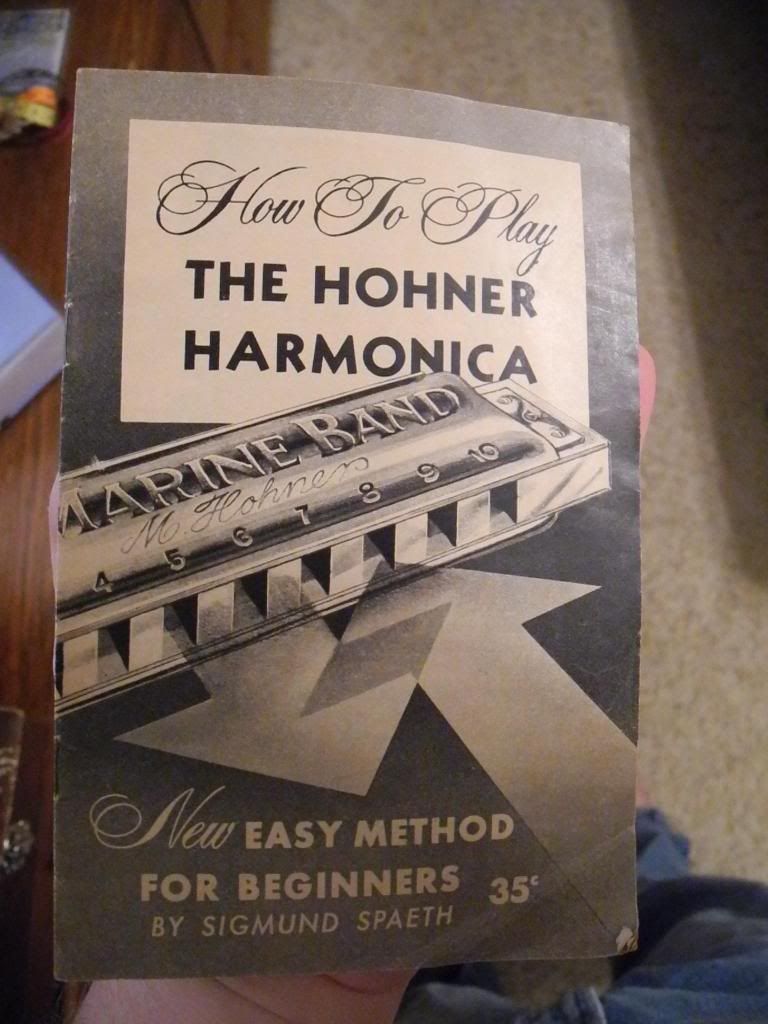 How To Play
THE HOHNER
HARMONICA
MARINE BAND
M. Hohner
4 5 6 7 8 9 10
New EASY METHOD
FOR BEGINNERS 35¢
BY SIGMUND SPAETH